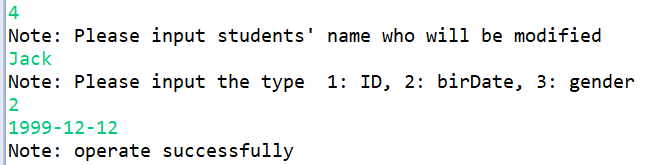 4
Note: Please input students' name who will be modified
Jack
Note: Please input the type  1: ID, 2: birDate, 3: gender
2
1999-12-12
Note: operate successfully